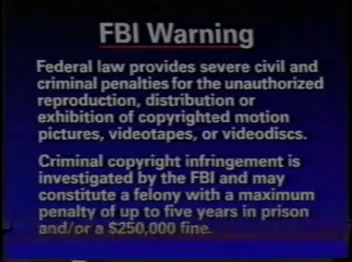 FBI Warning
Federal law provides severe civil and
criminal penalties for the unauthorized
reproduction, distribution or
exhibition of copyrighted motion
pictures, videotapes, or videodiscs.
Criminal copyright infringement is
investigated by the FBI and may
constitute a felony with a maximum
penalty of up to five years in prison
and/or a $250,000 fine.